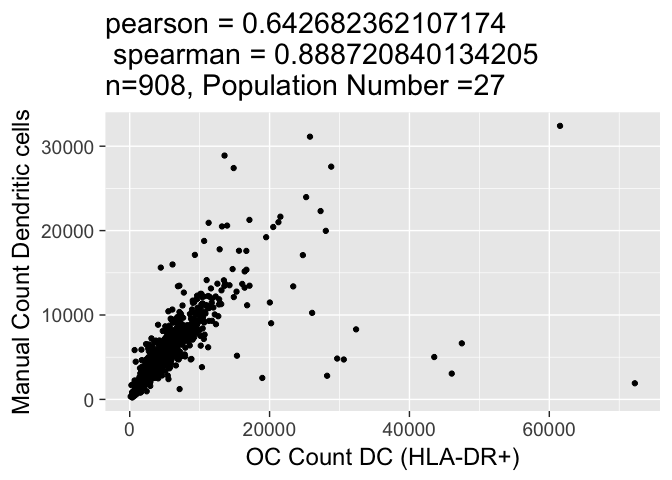 pearson = 0.642682362107174
spearman = 0.888720840134205
n=908, Population Number =27
Manual Count Dendritic cells
30000
20000
10000
0
0
20000
40000
60000
OC Count DC (HLA-DR+)